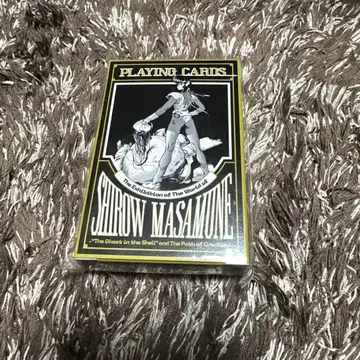 PLAYING CARDS
The Exhibition of The World of
SHIROW MASAMUNE
-"The Ghost in the Shell" and The Path of Creation-